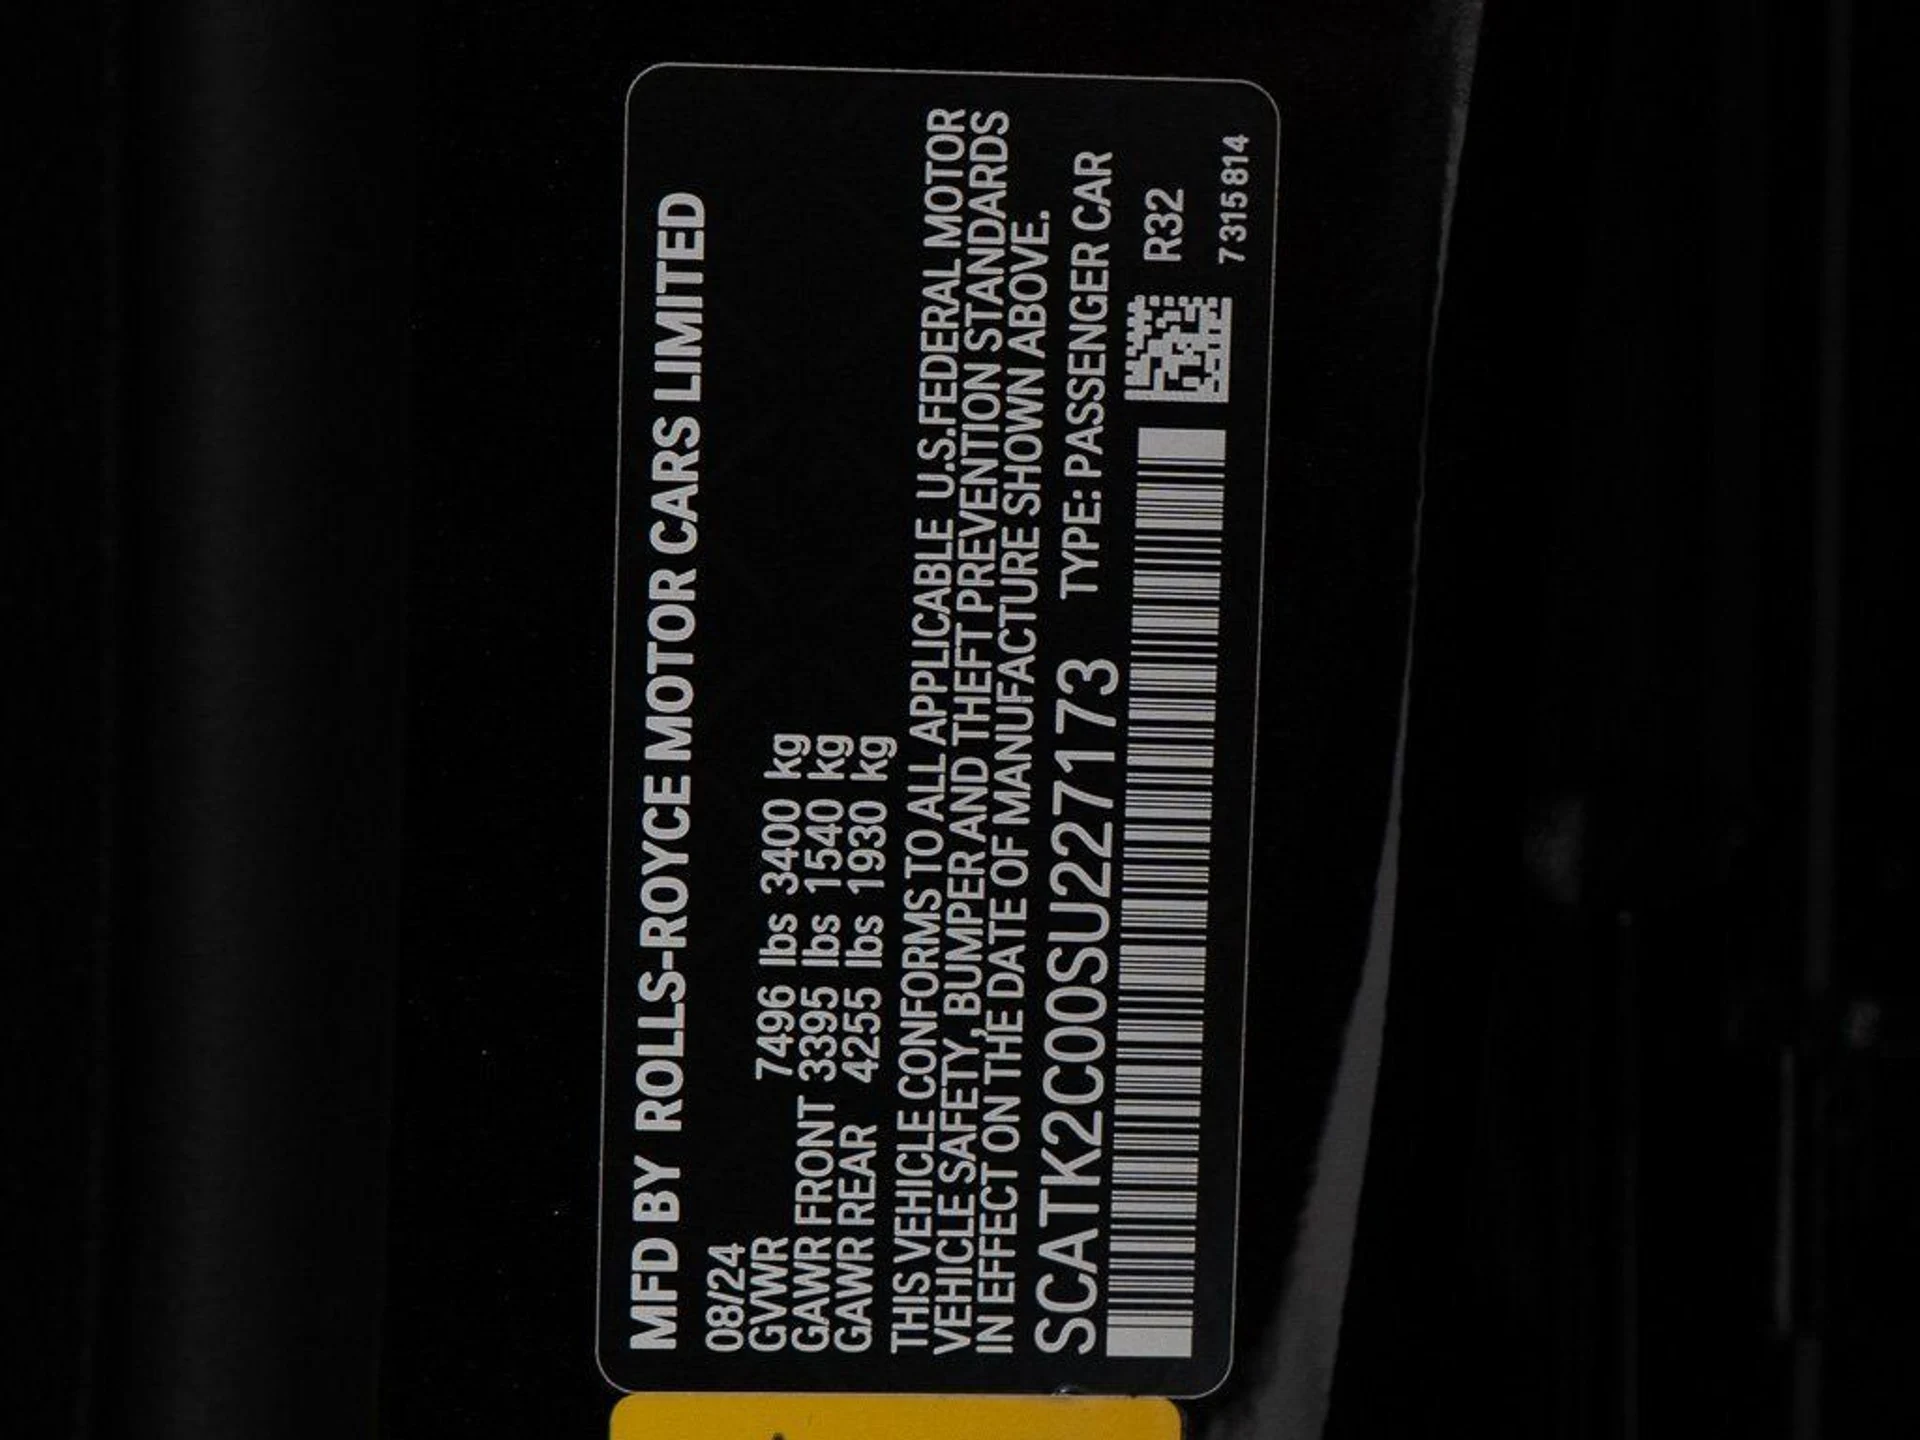 MFD BY ROLLS-ROYCE MOTOR CARS LIMITED
08/24
GVWR 7496 lbs 3400 kg
GAWR FRONT 3395 lbs 1540 kg
GAWR REAR 4255 lbs 1930 kg
THIS VEHICLE CONFORMS TO ALL APPLICABLE U.S.FEDERAL MOTOR
VEHICLE SAFETY, BUMPER AND THEFT PREVENTION STANDARDS
IN EFFECT ON THE DATE OF MANUFACTURE SHOWN ABOVE.
SCATK2C00SU227173 TYPE: PASSENGER CAR
R32
7315814